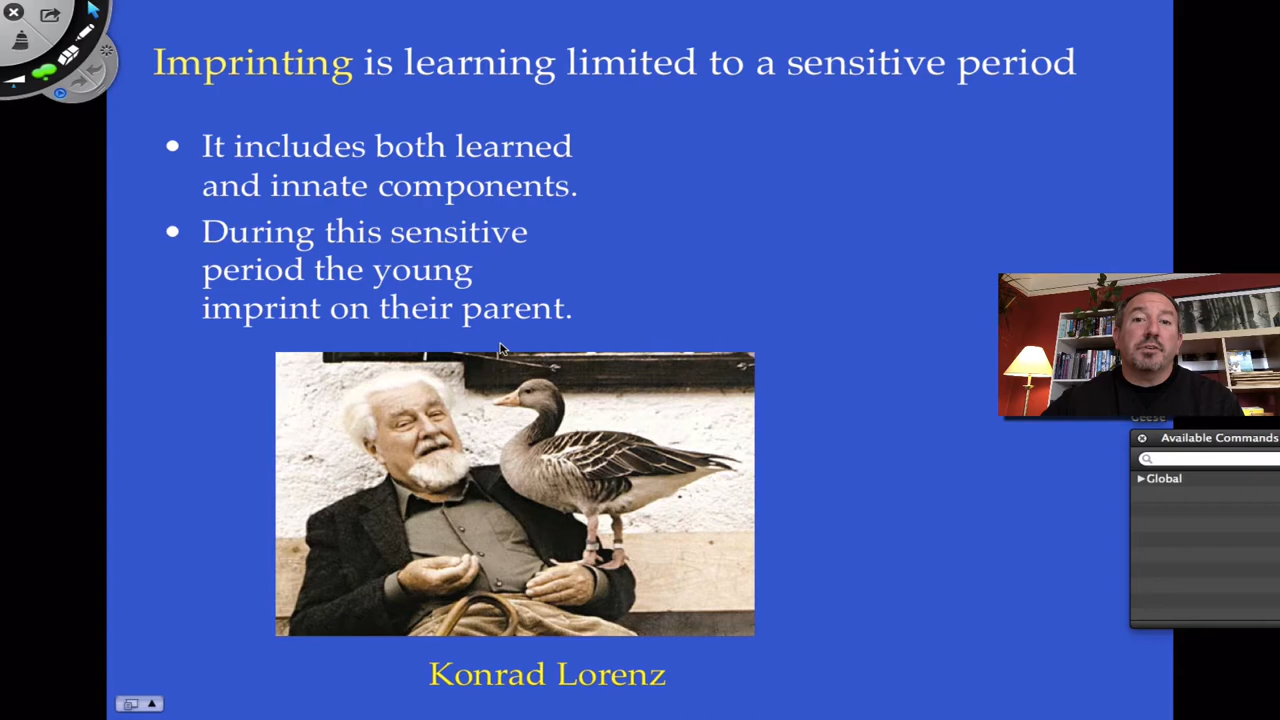 Imprinting is learning limited to a sensitive period
• It includes both learned
and innate components.
• During this sensitive
period the young
imprint on their parent.
Geese
Available Commands
Global
Konrad Lorenz